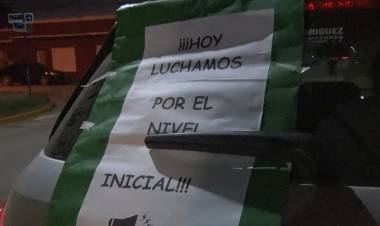 ¡¡¡HOY
LUCHAMOS
POR EL
NIVEL
INICIAL!!!
RIGUEZ